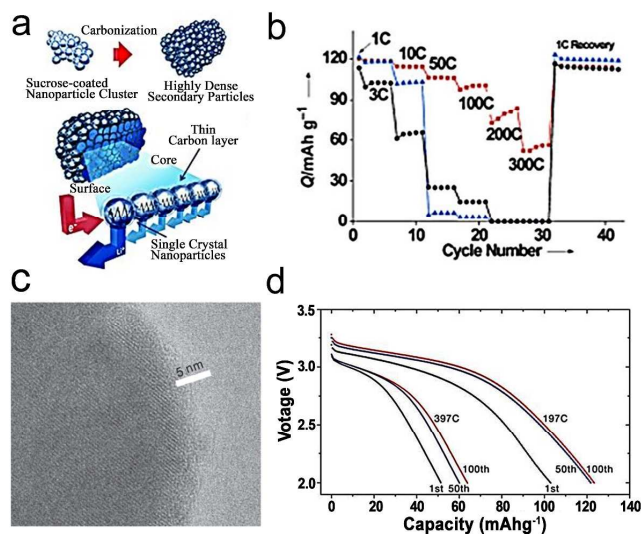 a
Carbonization
Sucrose-coated
Nanoparticle Cluster
Highly Dense
Secondary Particles
Thin
Carbon layer
Core
Surface
e⁻
Single Crystal
Nanoparticles
b
1C
10C
50C
1C Recovery
3C
100C
200C
300C
120
90
60
30
0
Q/mAh g⁻¹
0 10 20 30 40
Cycle Number
c
5 nm
d
3.5
3.0
2.5
2.0
Votage (V)
397C
197C
100th
1st 50th
50th 100th
1st
0 20 40 60 80 100 120 140
Capacity (mAhg⁻¹)